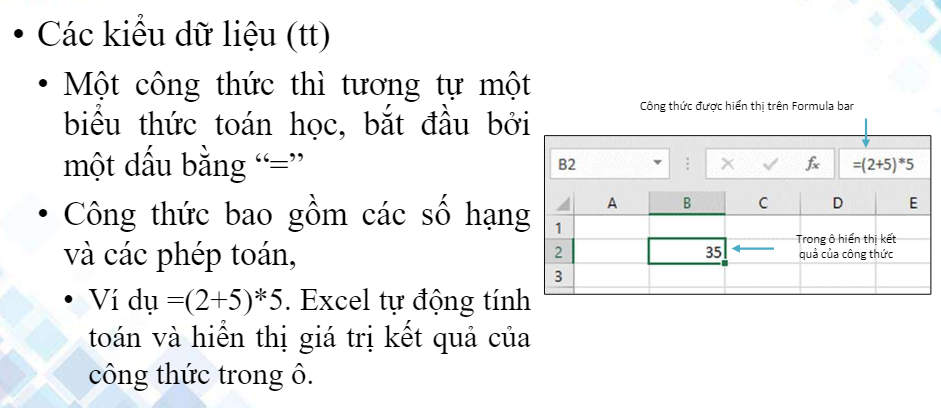 • Các kiểu dữ liệu (tt)
• Một công thức thì tương tự một
biểu thức toán học, bắt đầu bởi
một dấu bằng “=”
• Công thức bao gồm các số hạng
và các phép toán,
• Ví dụ =(2+5)*5. Excel tự động tính
toán và hiển thị giá trị kết quả của
công thức trong ô.
Công thức được hiển thị trên Formula bar
B2 fx =(2+5)*5
A B C D E
1
2 35
3
Trong ô hiển thị kết
quả của công thức